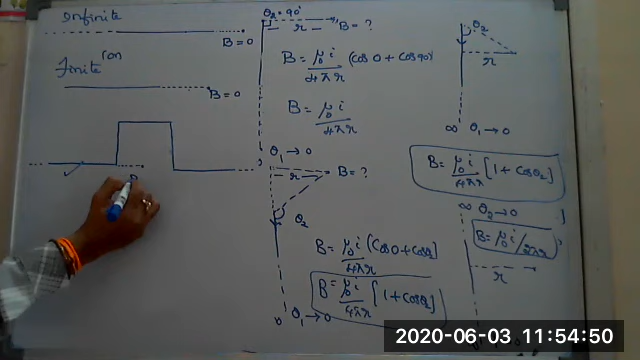 Infinite
B = 0
Finite
B = 0
P
θ₂ = 90°
r
B = ?
B = μ₀i/4πr (Cos 0 + Cos 90)
B = μ₀i/4πr
θ₁ → 0
r
B = ?
θ₂
B = μ₀i/4πr (Cos 0 + Cos θ₂)
B = μ₀i/4πr [1 + Cos θ₂]
θ₁ → 0
θ₂
r
∞ θ₁ → 0
B = μ₀i/4πr [1 + Cos θ₂]
∞ θ₂ → 0
B = μ₀i/2πr
r
2020-06-03 11:54:50